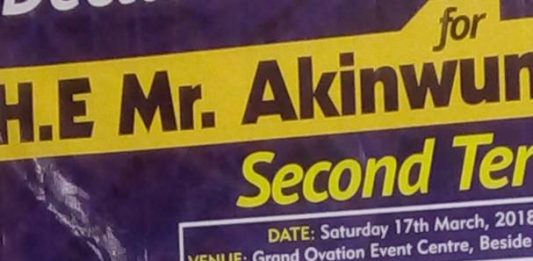 for
H.E Mr. Akinwun
Second Ter
DATE: Saturday 17th March, 2018
VENUE: Grand Ovation Event Centre, Beside